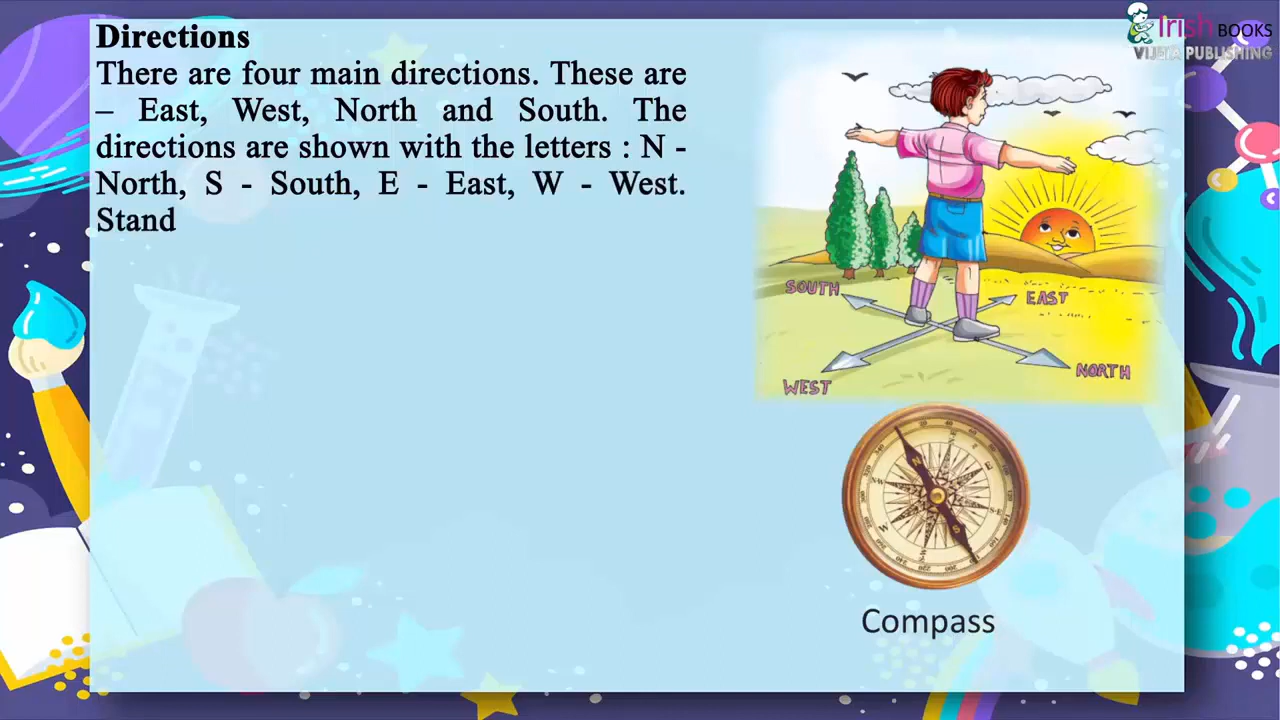 Directions
There are four main directions. These are
– East, West, North and South. The
directions are shown with the letters : N -
North, S - South, E - East, W - West.
Stand
Irish BOOKS
VIJETA PUBLISHING
SOUTH
EAST
WEST
NORTH
N
S
Compass